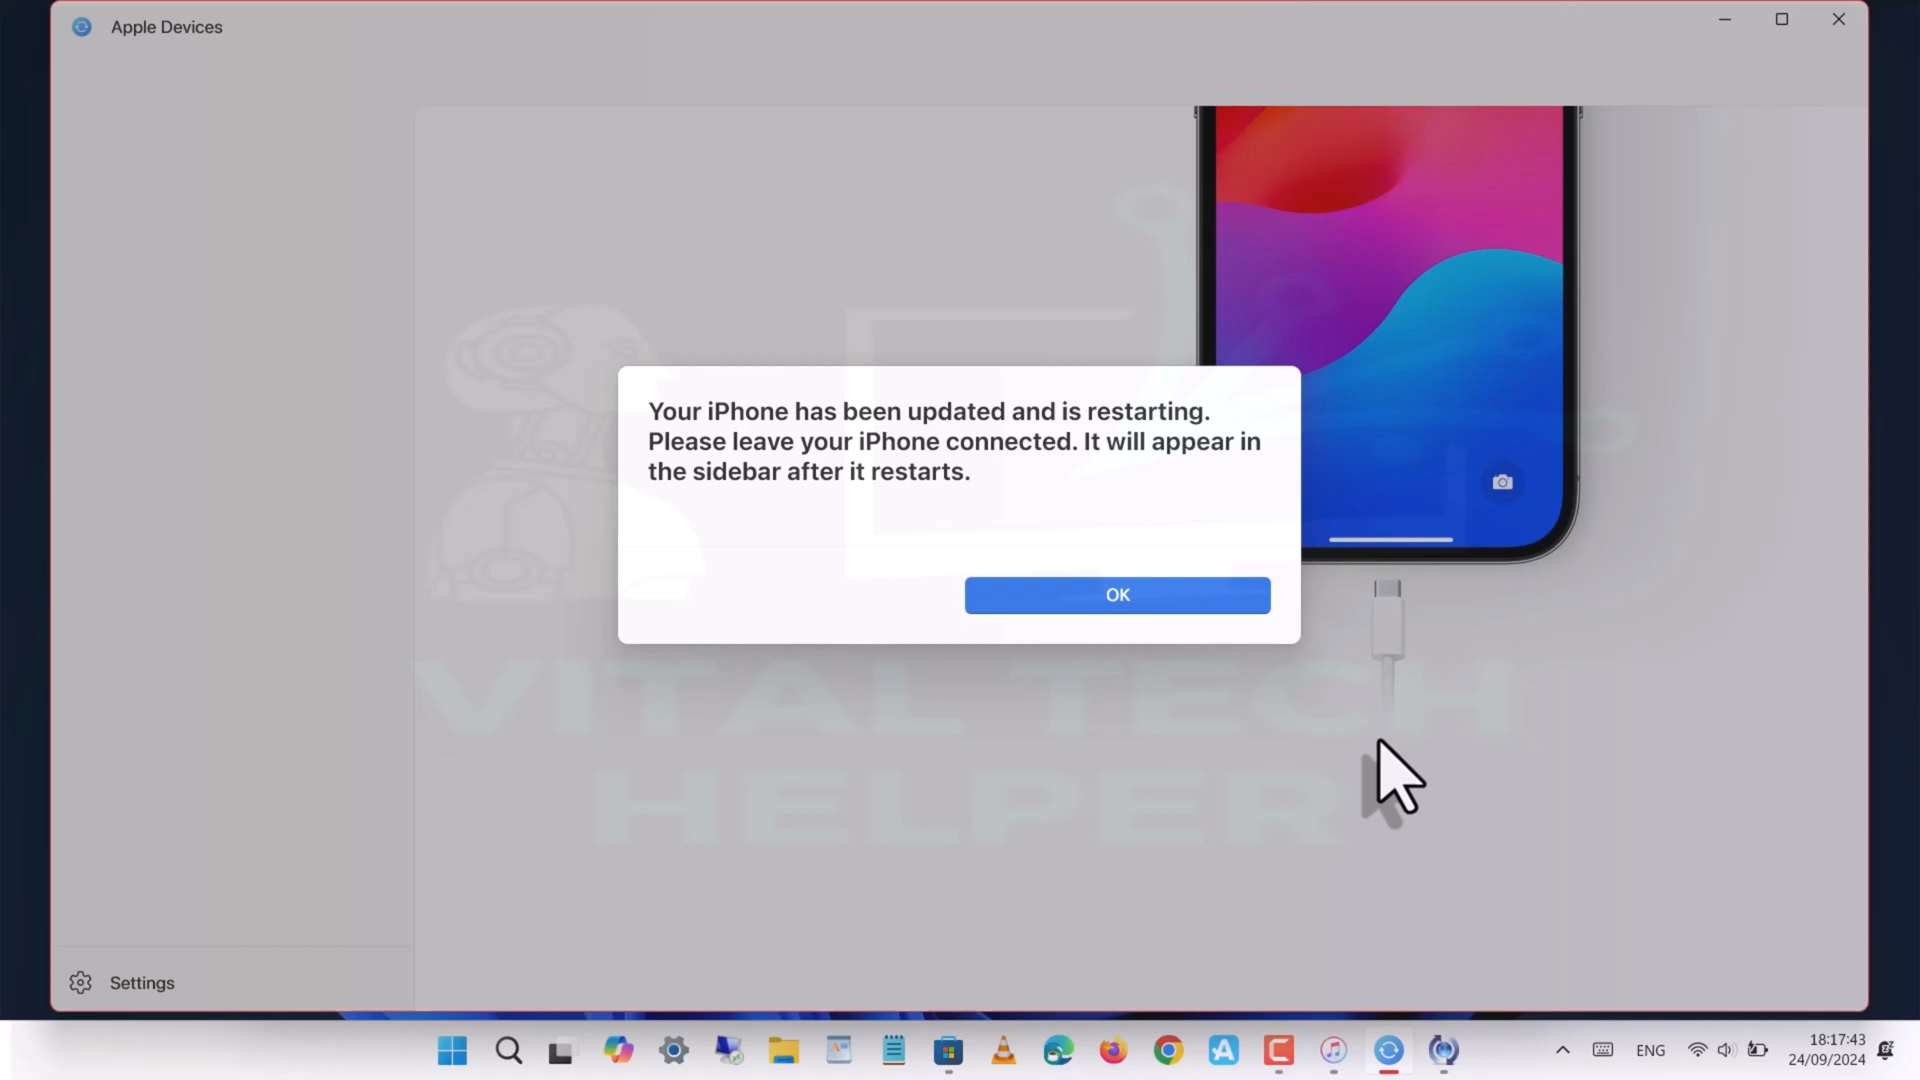 Apple Devices
Your iPhone has been updated and is restarting.
Please leave your iPhone connected. It will appear in
the sidebar after it restarts.
OK
VITAL TECH
HELPER
Settings
ENG
18:17:43
24/09/2024